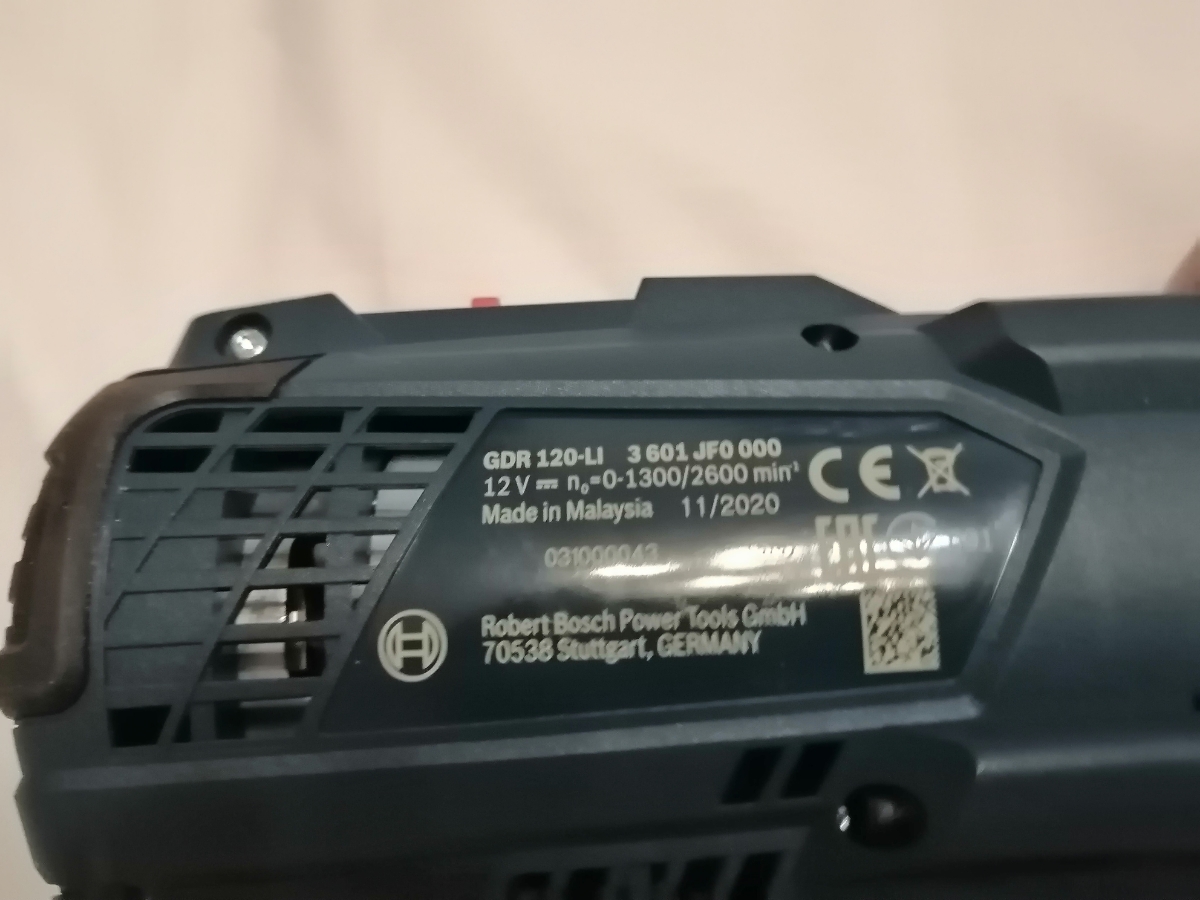 GDR 120-LI 3 601 JF0 000
12 V ⎓ n₀=0-1300/2600 min⁻¹
Made in Malaysia 11/2020
031000043
CE
EAC
Robert Bosch Power Tools GmbH
70538 Stuttgart, GERMANY